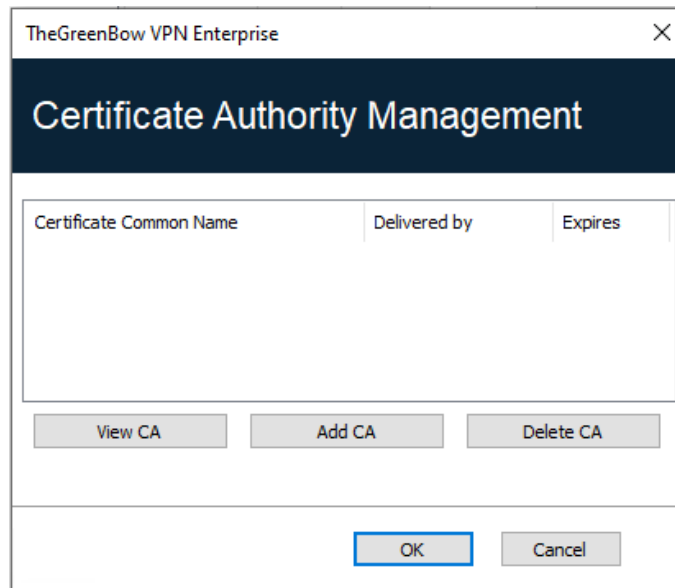 TheGreenBow VPN Enterprise
Certificate Authority Management
Certificate Common Name Delivered by Expires
View CA Add CA Delete CA
OK Cancel